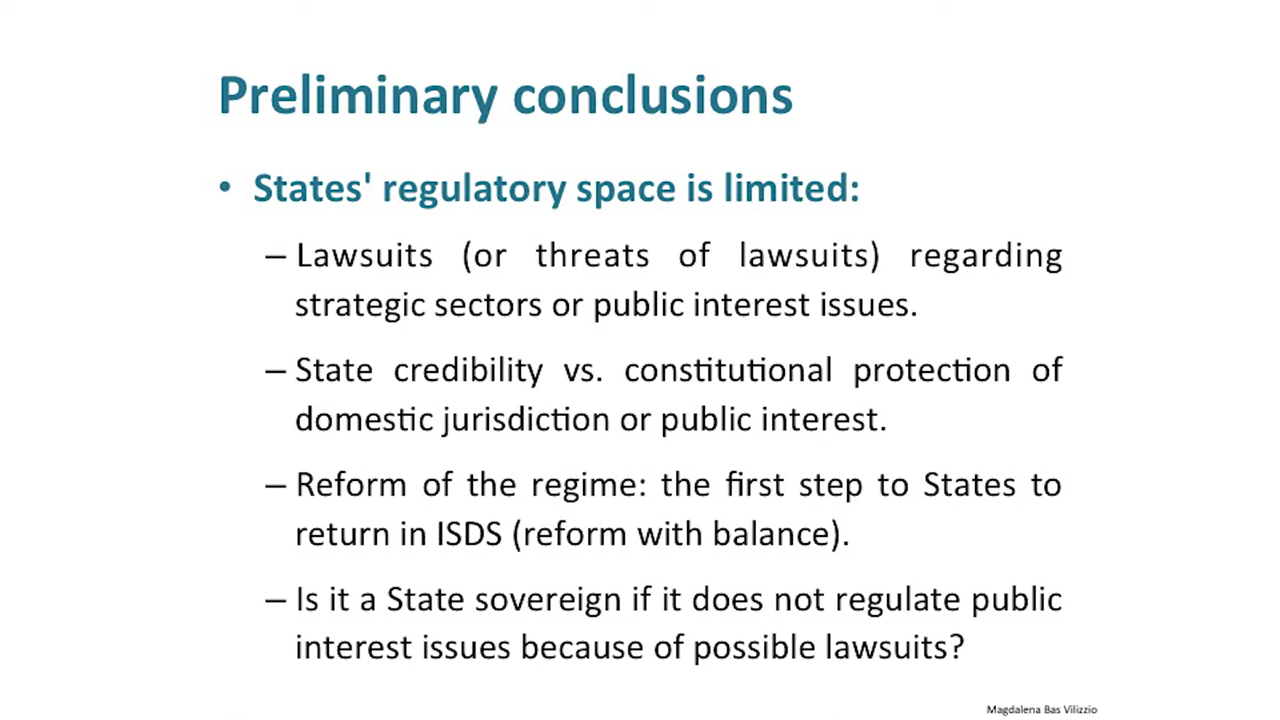 Preliminary conclusions
• States' regulatory space is limited:
– Lawsuits (or threats of lawsuits) regarding
strategic sectors or public interest issues.
– State credibility vs. constitutional protection of
domestic jurisdiction or public interest.
– Reform of the regime: the first step to States to
return in ISDS (reform with balance).
– Is it a State sovereign if it does not regulate public
interest issues because of possible lawsuits?
Magdalena Bas Vilizzio